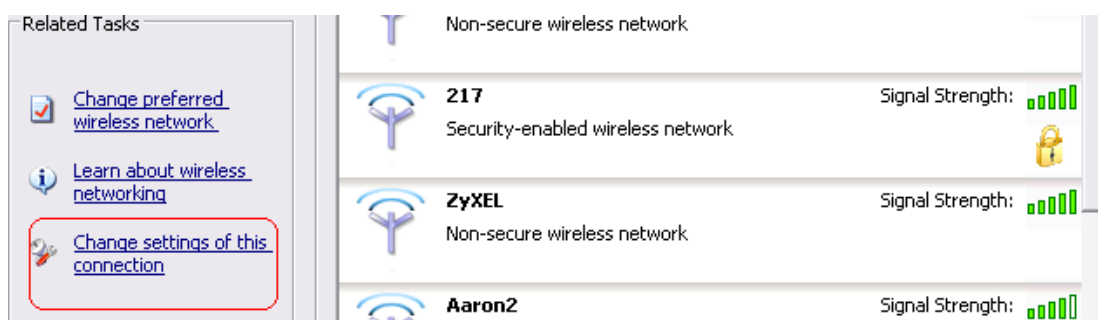 Related Tasks
Change preferred
wireless network
Learn about wireless
networking
Change settings of this
connection
Non-secure wireless network
217
Signal Strength:
Security-enabled wireless network
ZyXEL
Signal Strength:
Non-secure wireless network
Aaron2
Signal Strength: